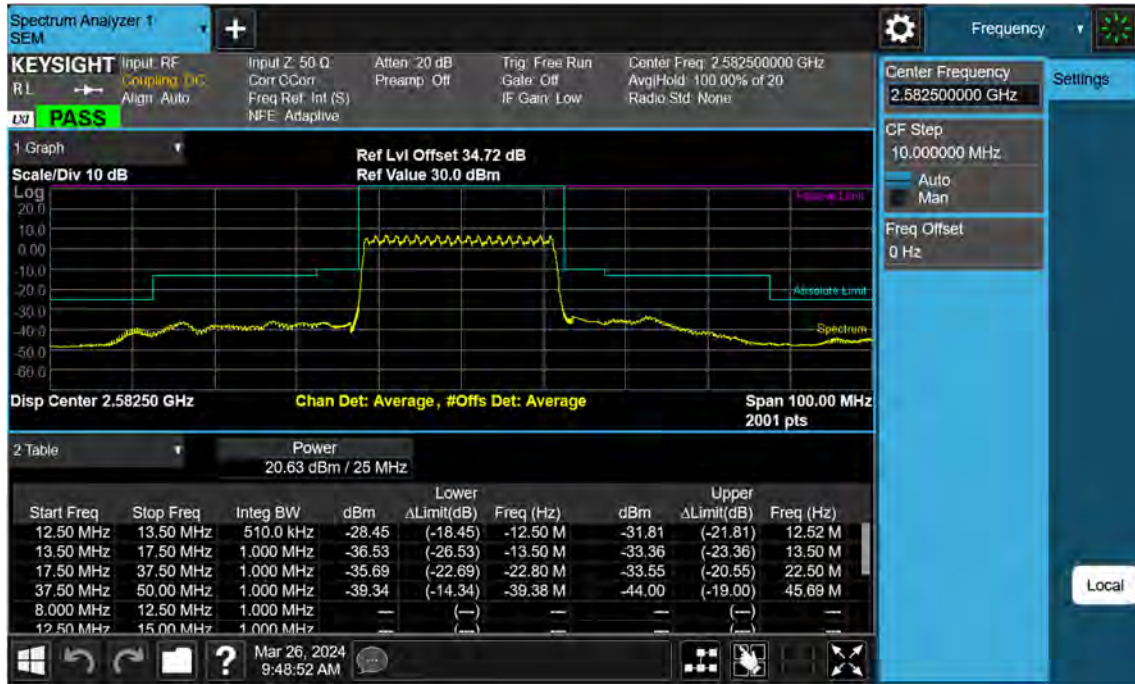 Spectrum Analyzer 1
SEM
+
Frequency
KEYSIGHT
RL
LXI
PASS
Input: RF
Coupling: DC
Align: Auto
Input Z: 50 Ω
Corr CCorr
Freq Ref: Int (S)
NFE: Adaptive
Atten: 20 dB
Preamp: Off
Trig: Free Run
Gate: Off
IF Gain: Low
Center Freq: 2.582500000 GHz
Avg|Hold: 100.00% of 20
Radio Std: None
Center Frequency
2.582500000 GHz
Settings
CF Step
10.000000 MHz
Auto
Man
Freq Offset
0 Hz
1 Graph
Scale/Div 10 dB
Ref Lvl Offset 34.72 dB
Ref Value 30.0 dBm
Log
20.0
10.0
0.00
-10.0
-20.0
-30.0
-40.0
-50.0
-60.0
Relative Limit
Absolute Limit
Spectrum
Disp Center 2.58250 GHz
Chan Det: Average, #Offs Det: Average
Span 100.00 MHz
2001 pts
2 Table
Power
20.63 dBm / 25 MHz
Lower Upper
Start Freq Stop Freq Integ BW dBm ΔLimit(dB) Freq (Hz) dBm ΔLimit(dB) Freq (Hz)
12.50 MHz 13.50 MHz 510.0 kHz -28.45 (-18.45) -12.50 M -31.81 (-21.81) 12.52 M
13.50 MHz 17.50 MHz 1.000 MHz -36.53 (-26.53) -13.50 M -33.36 (-23.36) 13.50 M
17.50 MHz 37.50 MHz 1.000 MHz -35.69 (-22.69) -22.80 M -33.55 (-20.55) 22.50 M
37.50 MHz 50.00 MHz 1.000 MHz -39.34 (-14.34) -39.38 M -44.00 (-19.00) 45.69 M
8.000 MHz 12.50 MHz 1.000 MHz --- (---) --- --- (---) ---
12.50 MHz 15.00 MHz 1.000 MHz --- (---) --- --- (---) ---
Local
?
Mar 26, 2024
9:48:52 AM